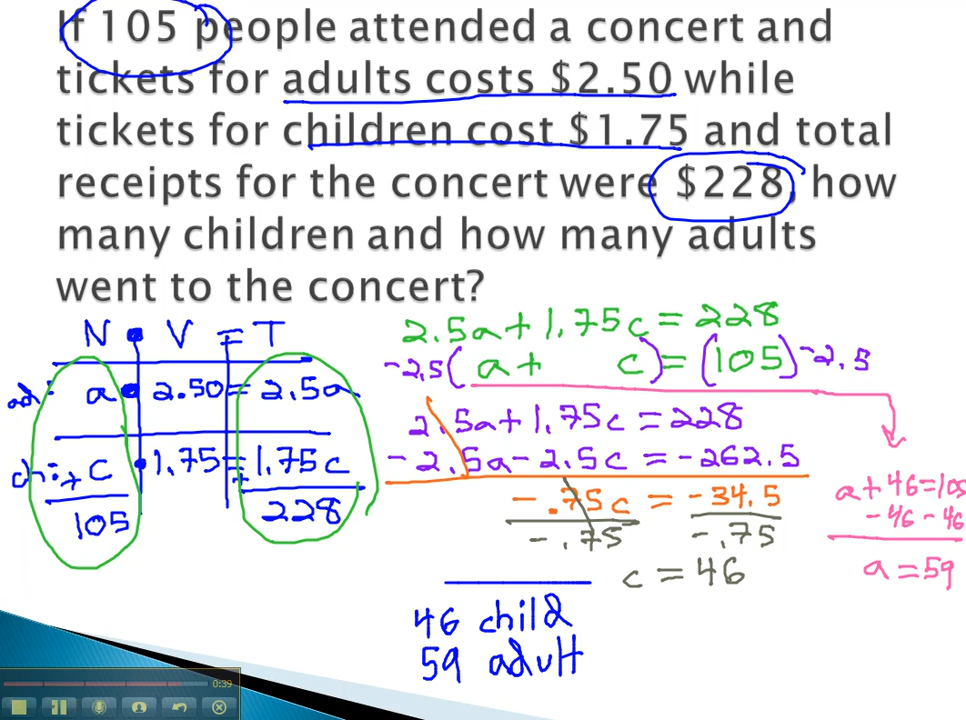 If 105 people attended a concert and
tickets for adults costs $2.50 while
tickets for children cost $1.75 and total
receipts for the concert were $228, how
many children and how many adults
went to the concert?
N • V = T
ad: a • 2.50 = 2.5a
chi + C • 1.75 = 1.75c
105 228
2.5a + 1.75c = 228
-2.5( a + c ) = (105) -2.5
2.5a + 1.75c = 228
-2.5a - 2.5c = -262.5
-.75c = -34.5
-.75 -.75
c = 46
a + 46 = 105
-46 -46
a = 59
46 child
59 adult
0:39